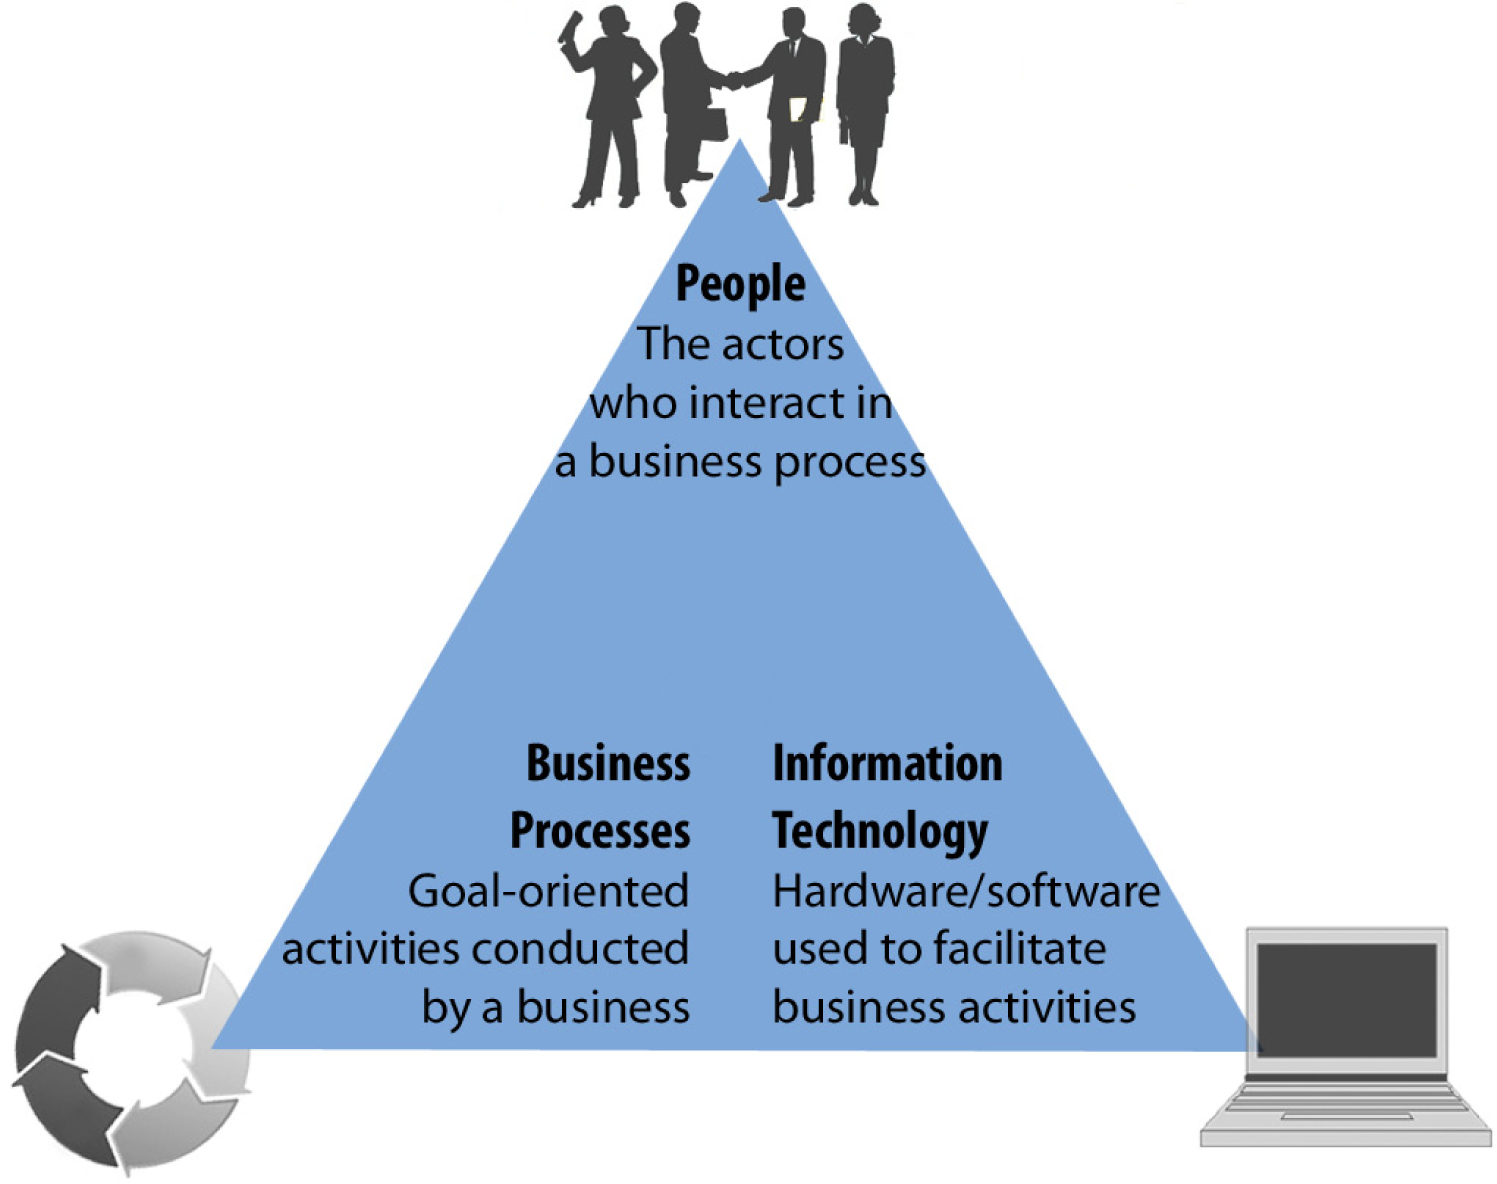 People
The actors
who interact in
a business process
Business
Processes
Goal-oriented
activities conducted
by a business
Information
Technology
Hardware/software
used to facilitate
business activities